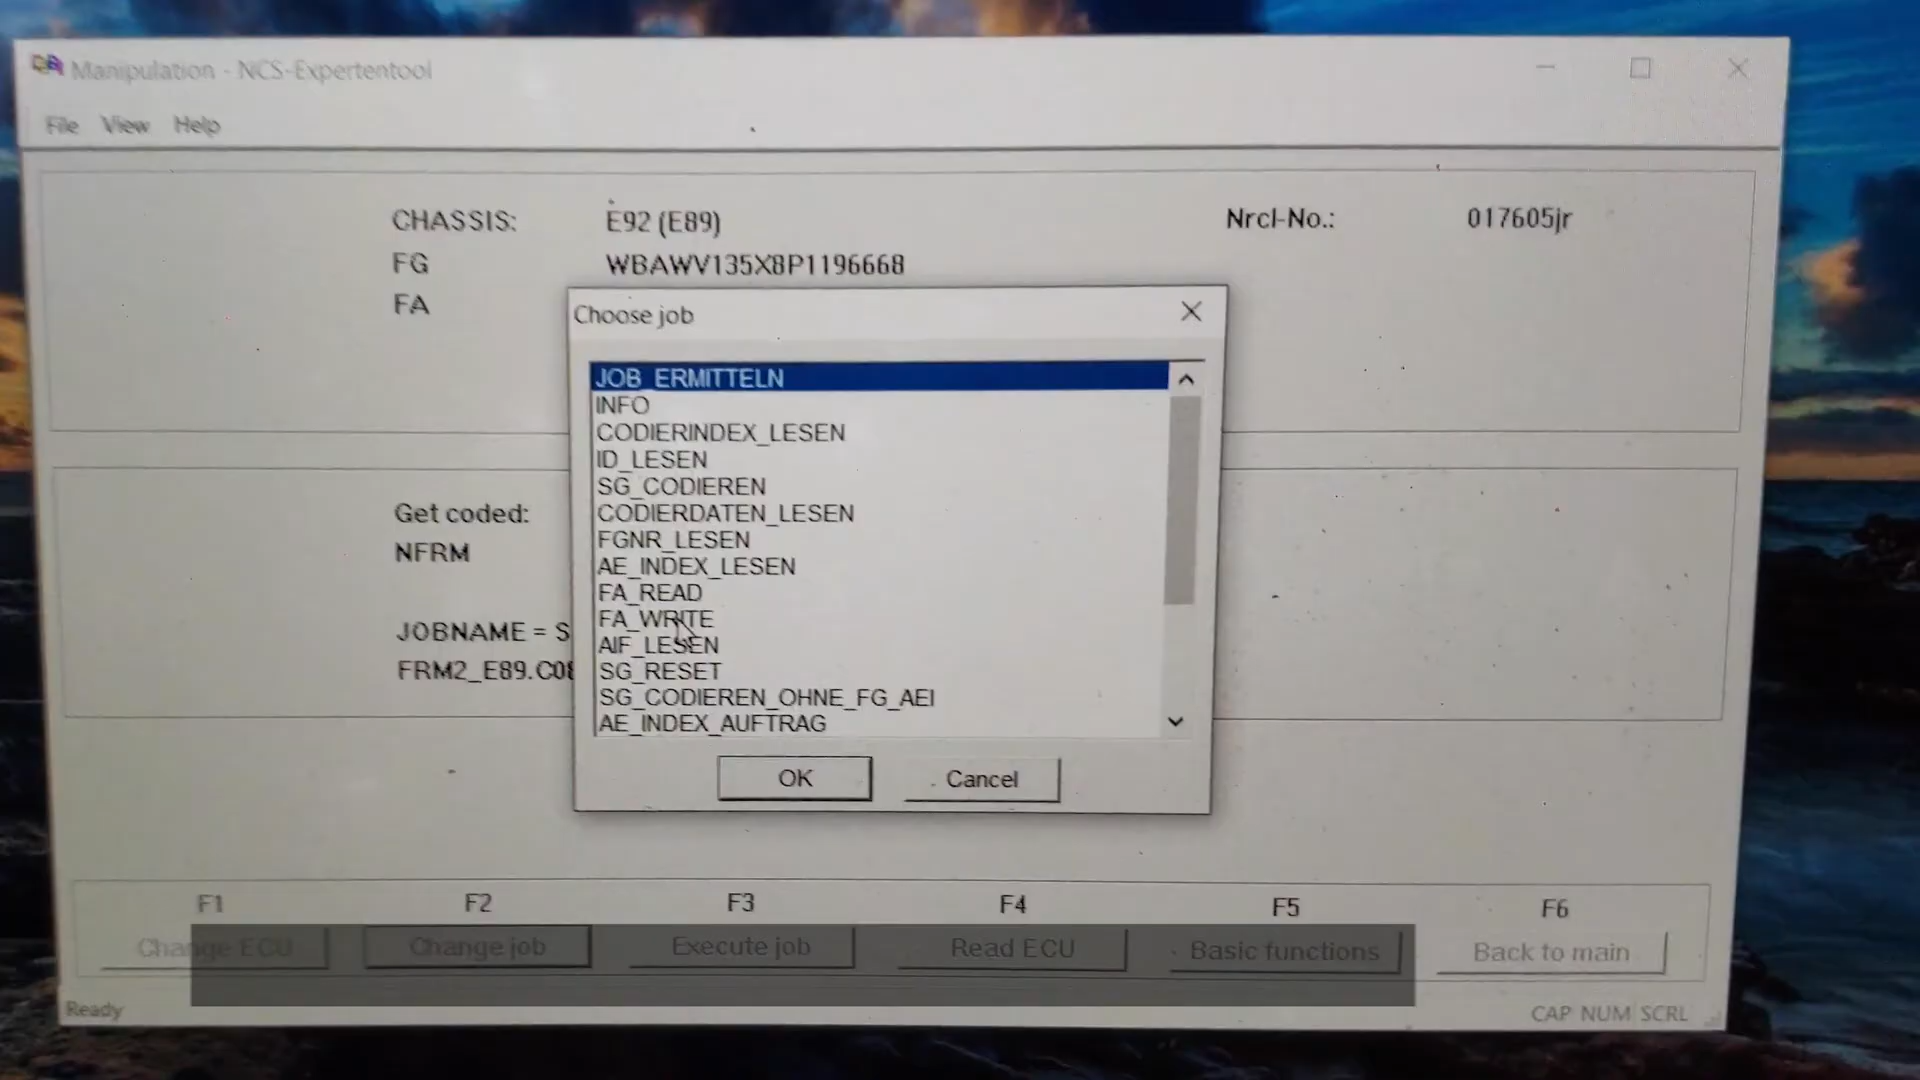 Manipulation - NCS-Expertentool
File View Help
CHASSIS: E92 (E89) Nrcl-No.: 017605jr
FG WBAWV135X8P1196668
FA
Choose job
JOB_ERMITTELN
INFO
CODIERINDEX_LESEN
ID_LESEN
SG_CODIEREN
CODIERDATEN_LESEN
FGNR_LESEN
AE_INDEX_LESEN
FA_READ
FA_WRITE
AIF_LESEN
SG_RESET
SG_CODIEREN_OHNE_FG_AEI
AE_INDEX_AUFTRAG
OK Cancel
Get coded:
NFRM
JOBNAME = S
FRM2_E89.C08
F1 F2 F3 F4 F5 F6
Change ECU Change job Execute job Read ECU Basic functions Back to main
Ready CAP NUM SCRL